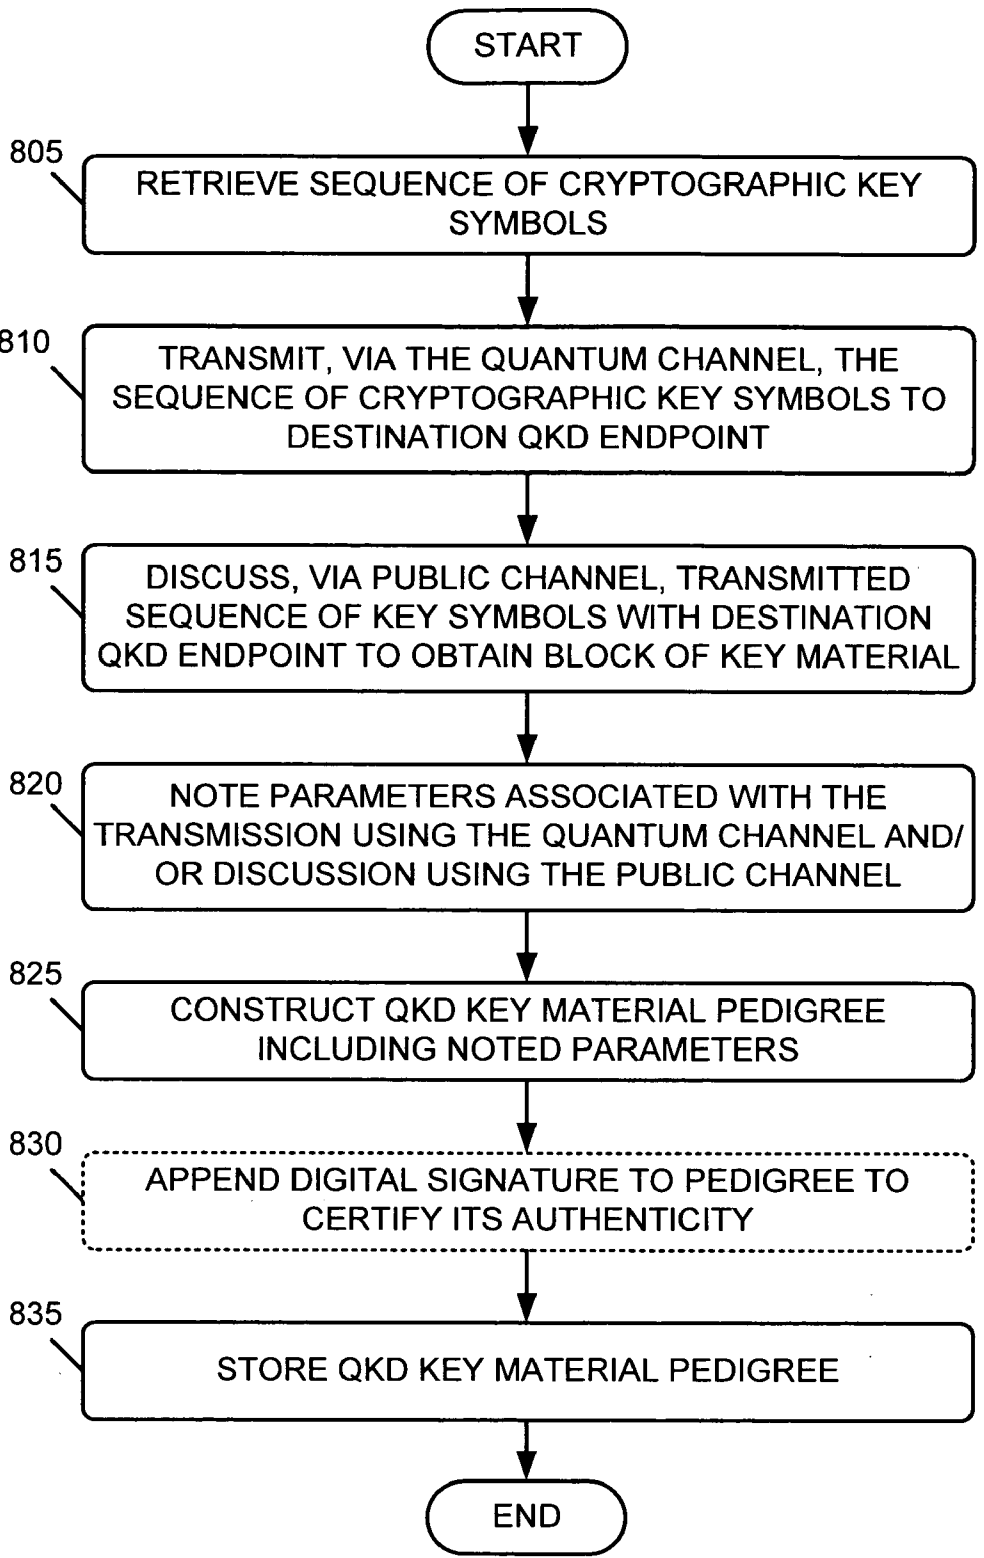 START
805
RETRIEVE SEQUENCE OF CRYPTOGRAPHIC KEY
SYMBOLS
810
TRANSMIT, VIA THE QUANTUM CHANNEL, THE
SEQUENCE OF CRYPTOGRAPHIC KEY SYMBOLS TO
DESTINATION QKD ENDPOINT
815
DISCUSS, VIA PUBLIC CHANNEL, TRANSMITTED
SEQUENCE OF KEY SYMBOLS WITH DESTINATION
QKD ENDPOINT TO OBTAIN BLOCK OF KEY MATERIAL
820
NOTE PARAMETERS ASSOCIATED WITH THE
TRANSMISSION USING THE QUANTUM CHANNEL AND/
OR DISCUSSION USING THE PUBLIC CHANNEL
825
CONSTRUCT QKD KEY MATERIAL PEDIGREE
INCLUDING NOTED PARAMETERS
830
APPEND DIGITAL SIGNATURE TO PEDIGREE TO
CERTIFY ITS AUTHENTICITY
835
STORE QKD KEY MATERIAL PEDIGREE
END